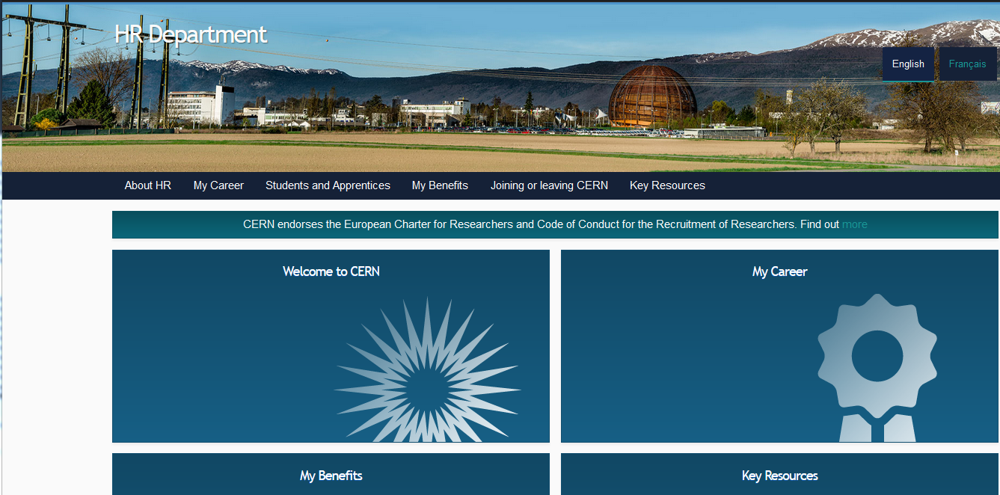 HR Department
English Français
About HR My Career Students and Apprentices My Benefits Joining or leaving CERN Key Resources
CERN endorses the European Charter for Researchers and Code of Conduct for the Recruitment of Researchers. Find out more
Welcome to CERN
My Career
My Benefits
Key Resources